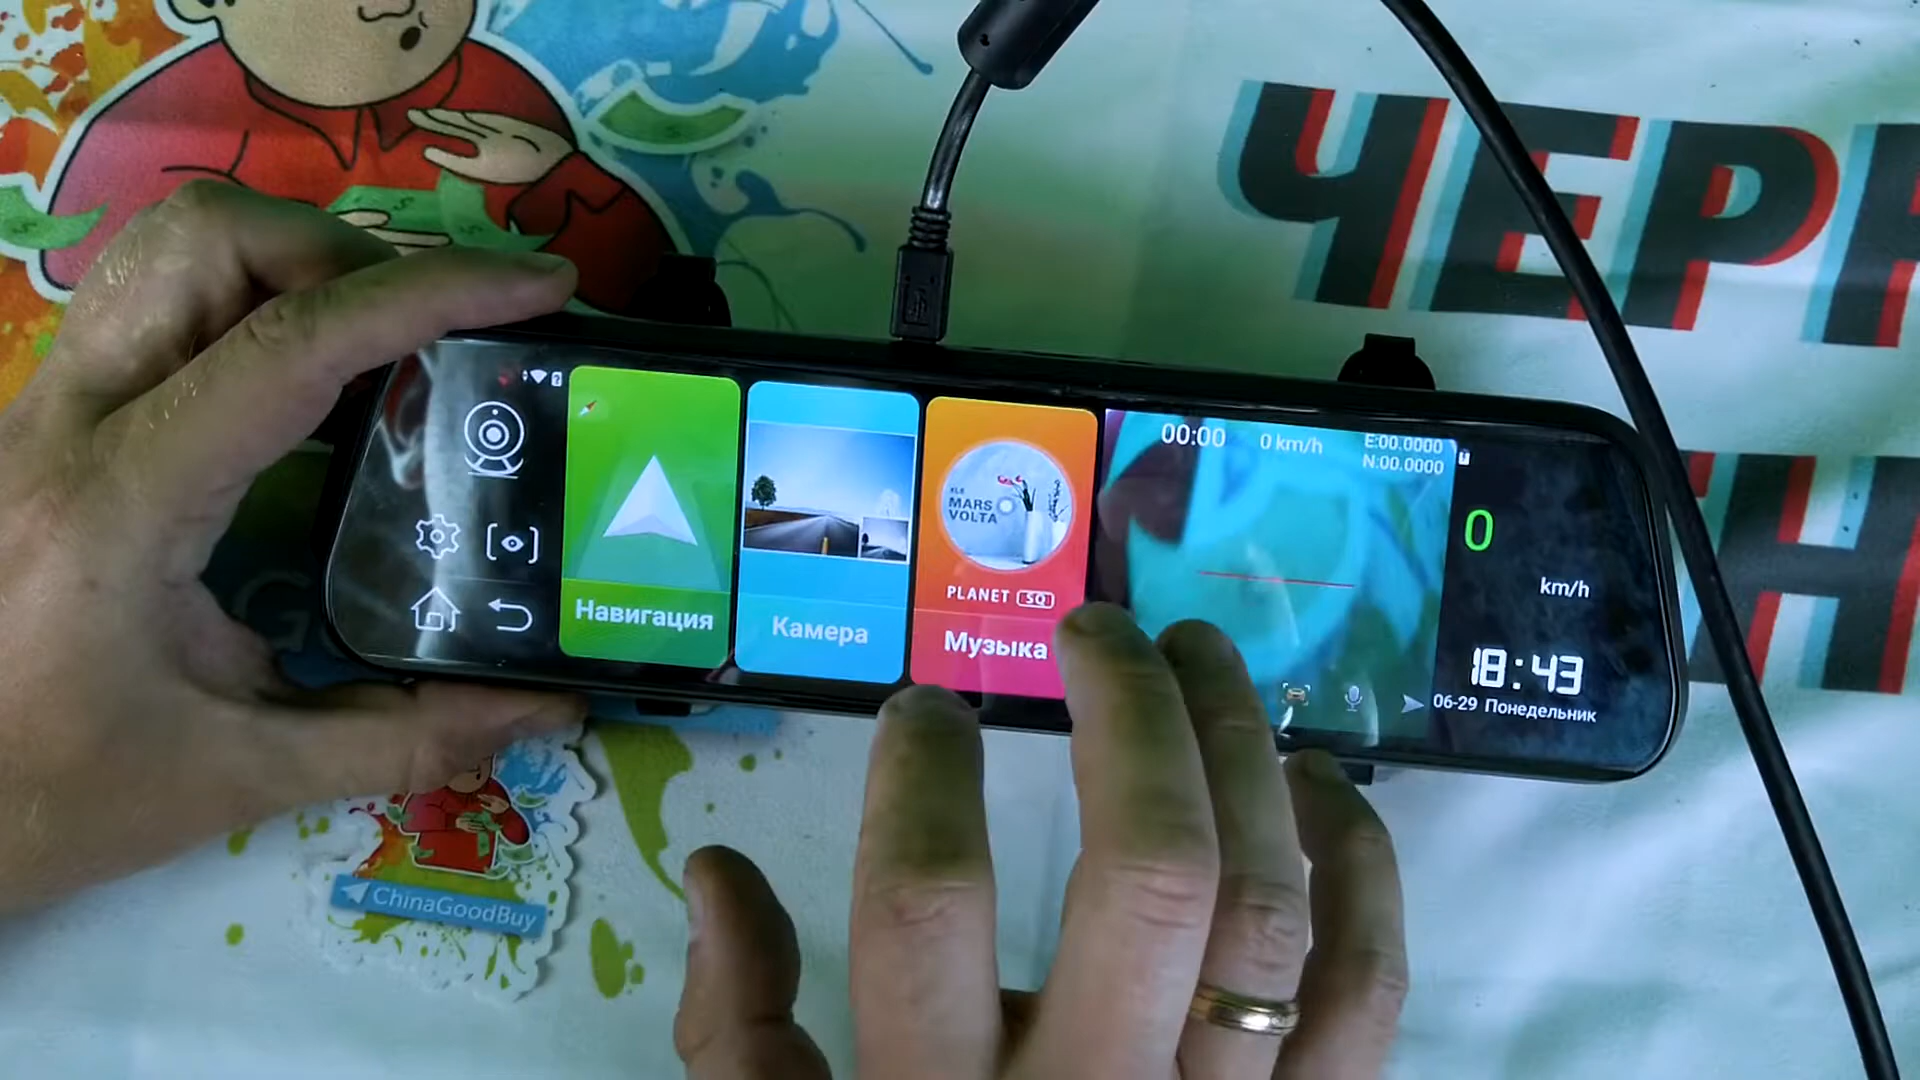 ЧЕР
Навигация
Камера
MARS
VOLTA
PLANET SQ
Музыка
00:00 0 km/h E:00.0000
N:00.0000
0
km/h
18:43
06-29 Понедельник
ChinaGoodBuy